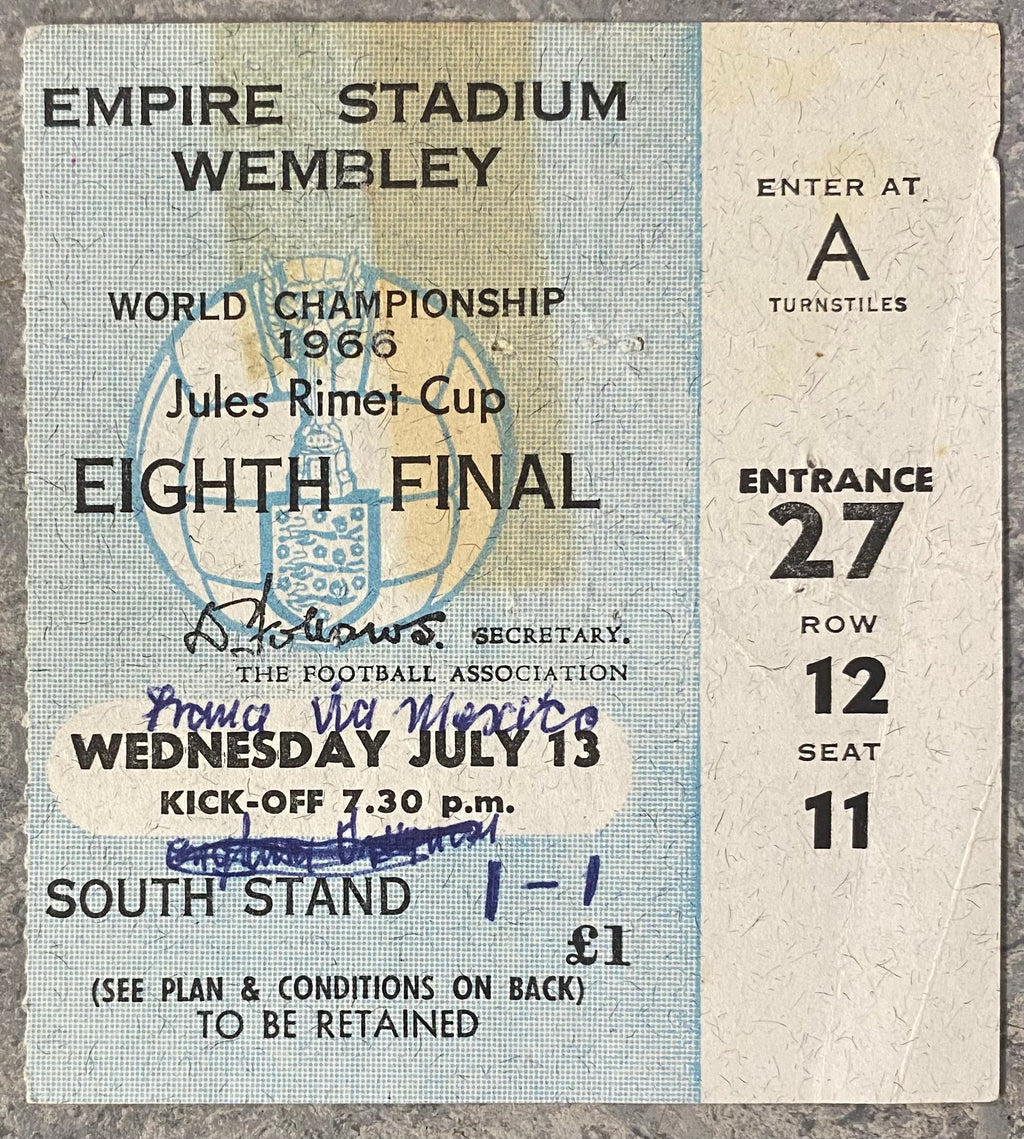 EMPIRE STADIUM
WEMBLEY
WORLD CHAMPIONSHIP
1966
Jules Rimet Cup
EIGHTH FINAL
D. Follows. SECRETARY.
THE FOOTBALL ASSOCIATION
via Mexico
WEDNESDAY JULY 13
KICK-OFF 7.30 p.m.
SOUTH STAND
1-1
£1
(SEE PLAN & CONDITIONS ON BACK)
TO BE RETAINED
ENTER AT
A
TURNSTILES
ENTRANCE
27
ROW
12
SEAT
11